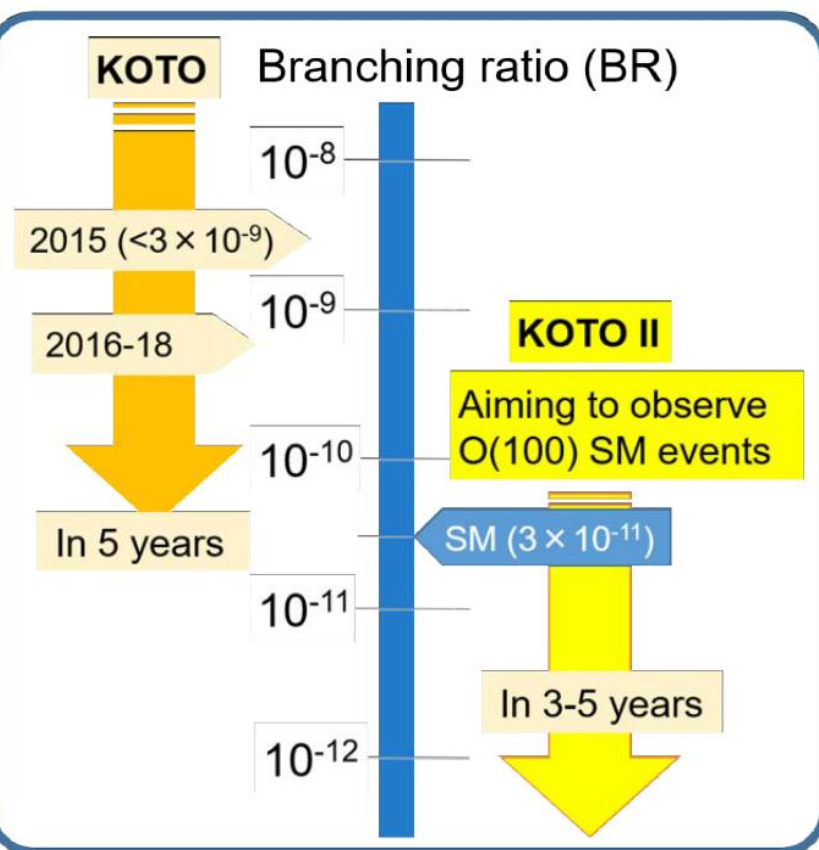 KOTO
Branching ratio (BR)
10⁻⁸
2015 (<3 × 10⁻⁹)
10⁻⁹
2016-18
KOTO II
Aiming to observe
O(100) SM events
10⁻¹⁰
In 5 years
SM (3 × 10⁻¹¹)
10⁻¹¹
In 3-5 years
10⁻¹²